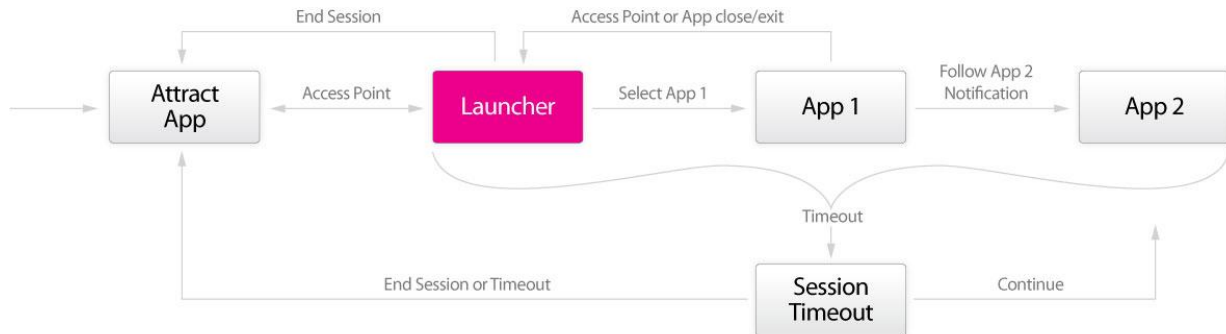 End Session
Access Point or App close/exit
Attract
App
Access Point
Launcher
Select App 1
App 1
Follow App 2
Notification
App 2
Timeout
End Session or Timeout
Session
Timeout
Continue